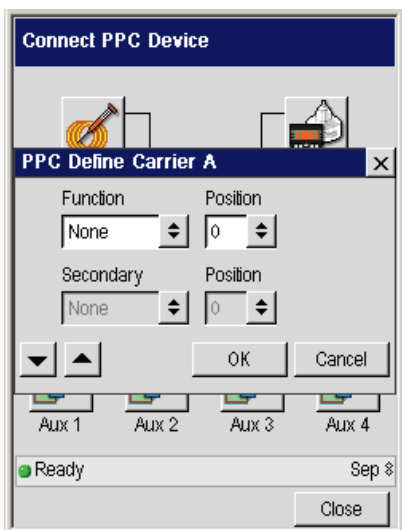 Connect PPC Device
PPC Define Carrier A
Function Position
None 0
Secondary Position
None 0
OK Cancel
Aux 1 Aux 2 Aux 3 Aux 4
Ready Sep
Close